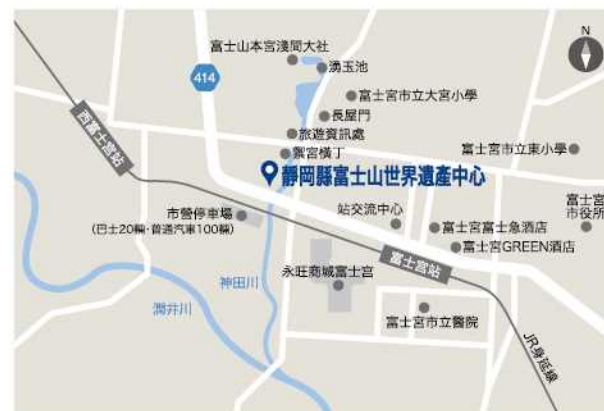 N
富士山本宮淺間大社
湧玉池
414
富士宮市立大宮小學
長屋門
旅遊資訊處
西富士宮站
禦宮橫丁
富士宮市立東小學
靜岡縣富士山世界遺產中心
富士宮
市役所
市營停車場
(巴士20輛·普通汽車100輛)
站交流中心
富士宮富士急酒店
富士宮GREEN酒店
富士宮站
神田川
永旺商城富士宮
潤井川
富士宮市立醫院
JR身延線